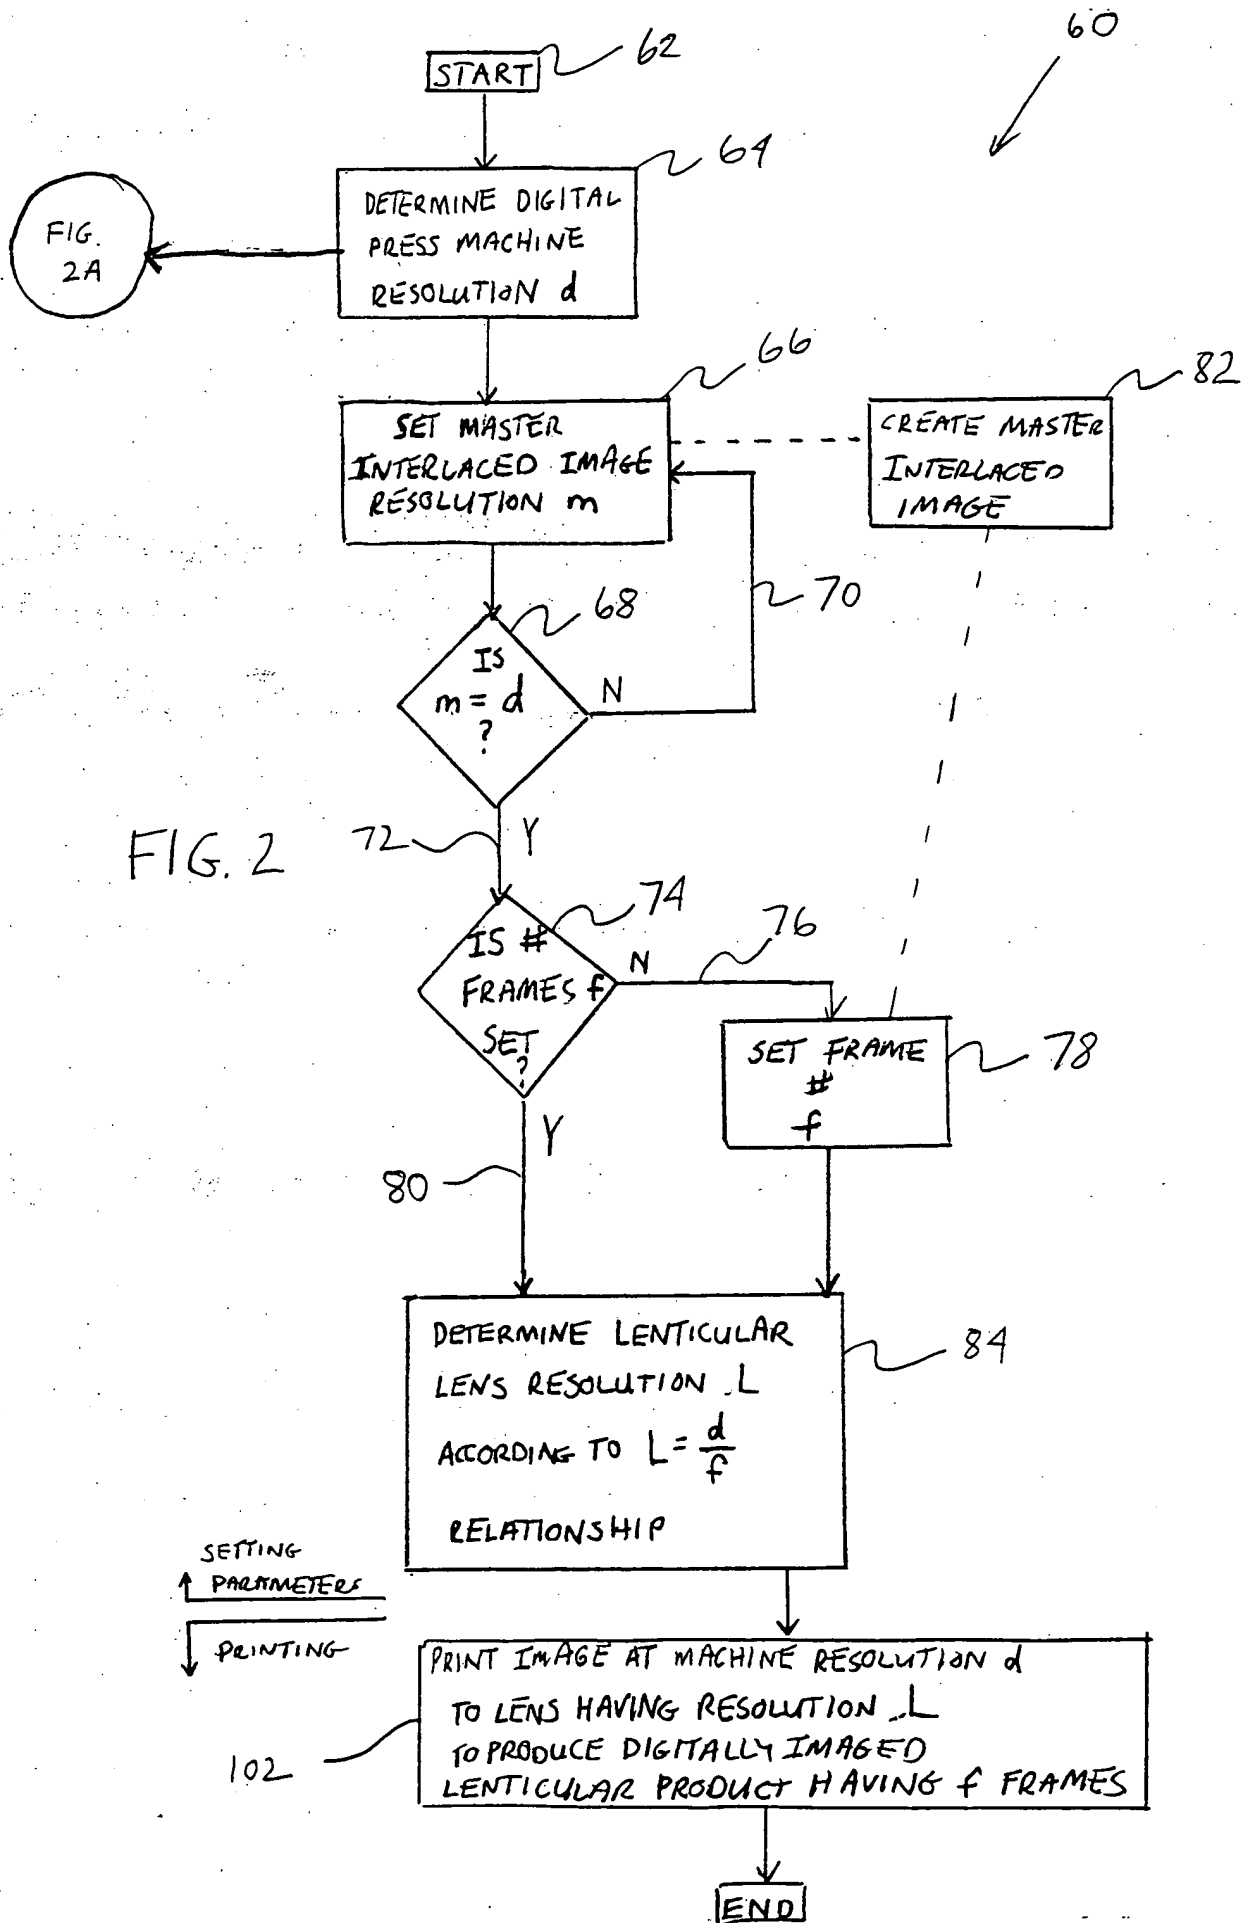 60
START
62
64
DETERMINE DIGITAL
PRESS MACHINE
RESOLUTION d
FIG.
2A
66
SET MASTER
INTERLACED IMAGE
RESOLUTION m
82
CREATE MASTER
INTERLACED
IMAGE
70
68
IS
m = d
?
N
FIG. 2
72
Y
74
IS #
FRAMES f
SET
?
N
76
SET FRAME
#
f
78
80
Y
DETERMINE LENTICULAR
LENS RESOLUTION L
ACCORDING TO L = d/f
RELATIONSHIP
84
SETTING
PARAMETERS
PRINTING
PRINT IMAGE AT MACHINE RESOLUTION d
TO LENS HAVING RESOLUTION L
TO PRODUCE DIGITALLY IMAGED
LENTICULAR PRODUCT HAVING f FRAMES
102
END